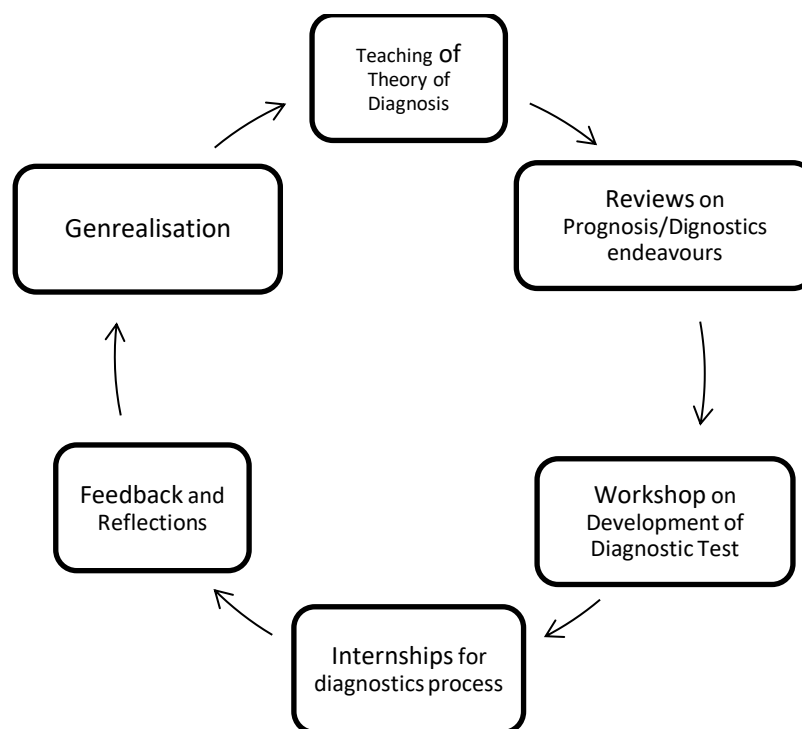 Teaching of
Theory of
Diagnosis
Reviews on
Prognosis/Dignostics
endeavours
Workshop on
Development of
Diagnostic Test
Internships for
diagnostics process
Feedback and
Reflections
Genrealisation